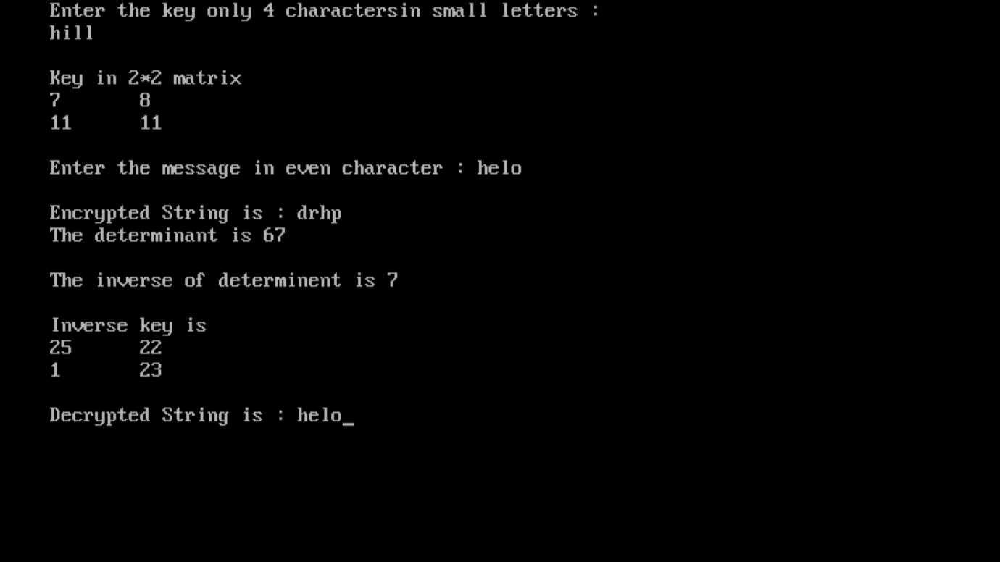 Enter the key only 4 charactersin small letters :
hill
Key in 2*2 matrix
7 8
11 11
Enter the message in even character : helo
Encrypted String is : drhp
The determinant is 67
The inverse of determinent is 7
Inverse key is
25 22
1 23
Decrypted String is : helo_